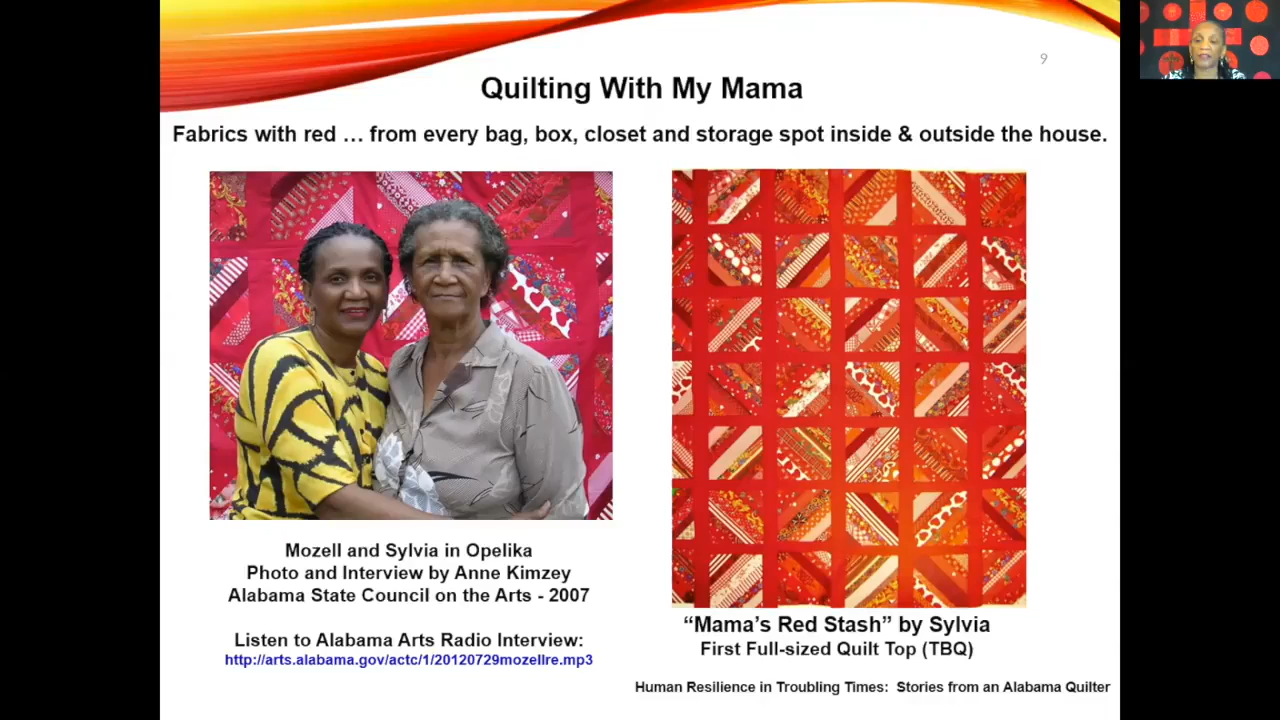 9
Quilting With My Mama
Fabrics with red … from every bag, box, closet and storage spot inside & outside the house.
Mozell and Sylvia in Opelika
Photo and Interview by Anne Kimzey
Alabama State Council on the Arts - 2007
Listen to Alabama Arts Radio Interview:
http://arts.alabama.gov/actc/1/20120729mozellre.mp3
“Mama’s Red Stash” by Sylvia
First Full-sized Quilt Top (TBQ)
Human Resilience in Troubling Times: Stories from an Alabama Quilter